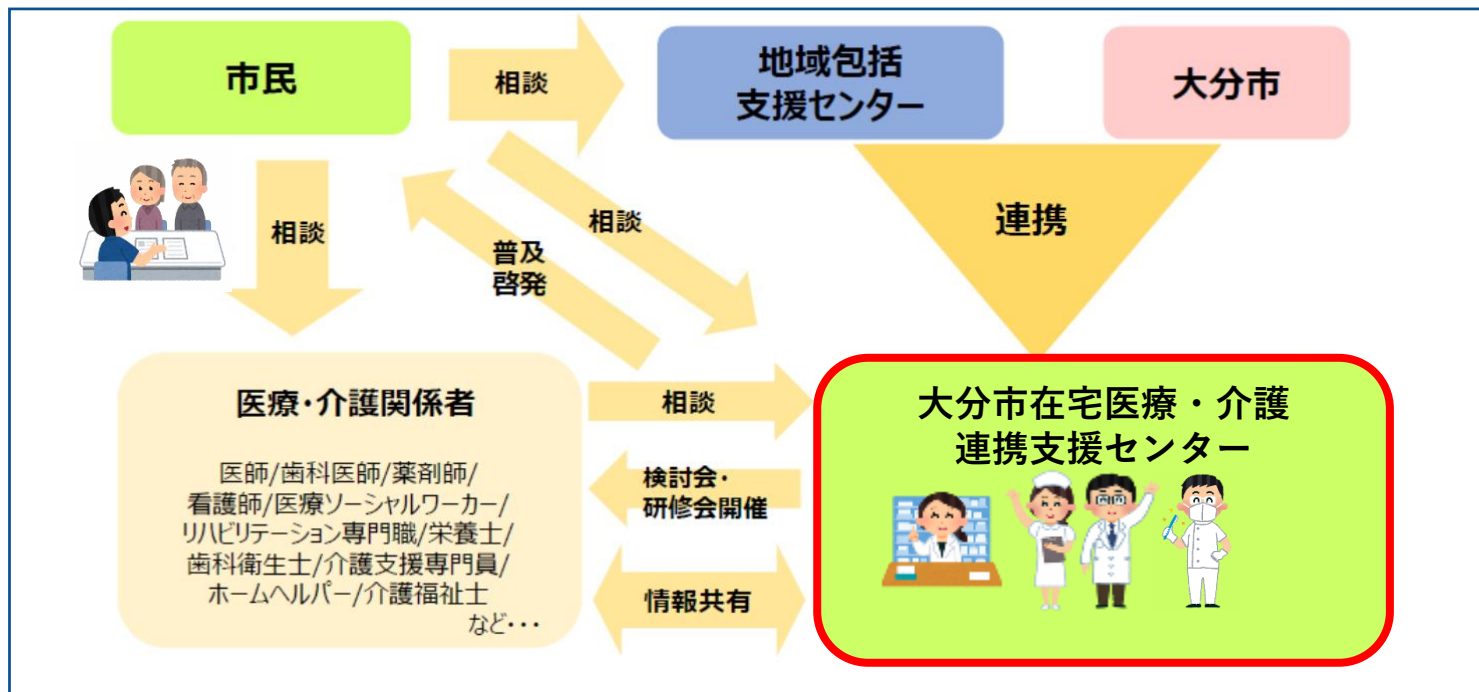 市民
相談
地域包括
支援センター
大分市
相談
普及
啓発
相談
連携
医療・介護関係者
医師/歯科医師/薬剤師/
看護師/医療ソーシャルワーカー/
リハビリテーション専門職/栄養士/
歯科衛生士/介護支援専門員/
ホームヘルパー/介護福祉士
など・・・
相談
検討会・
研修会開催
情報共有
大分市在宅医療・介護
連携支援センター